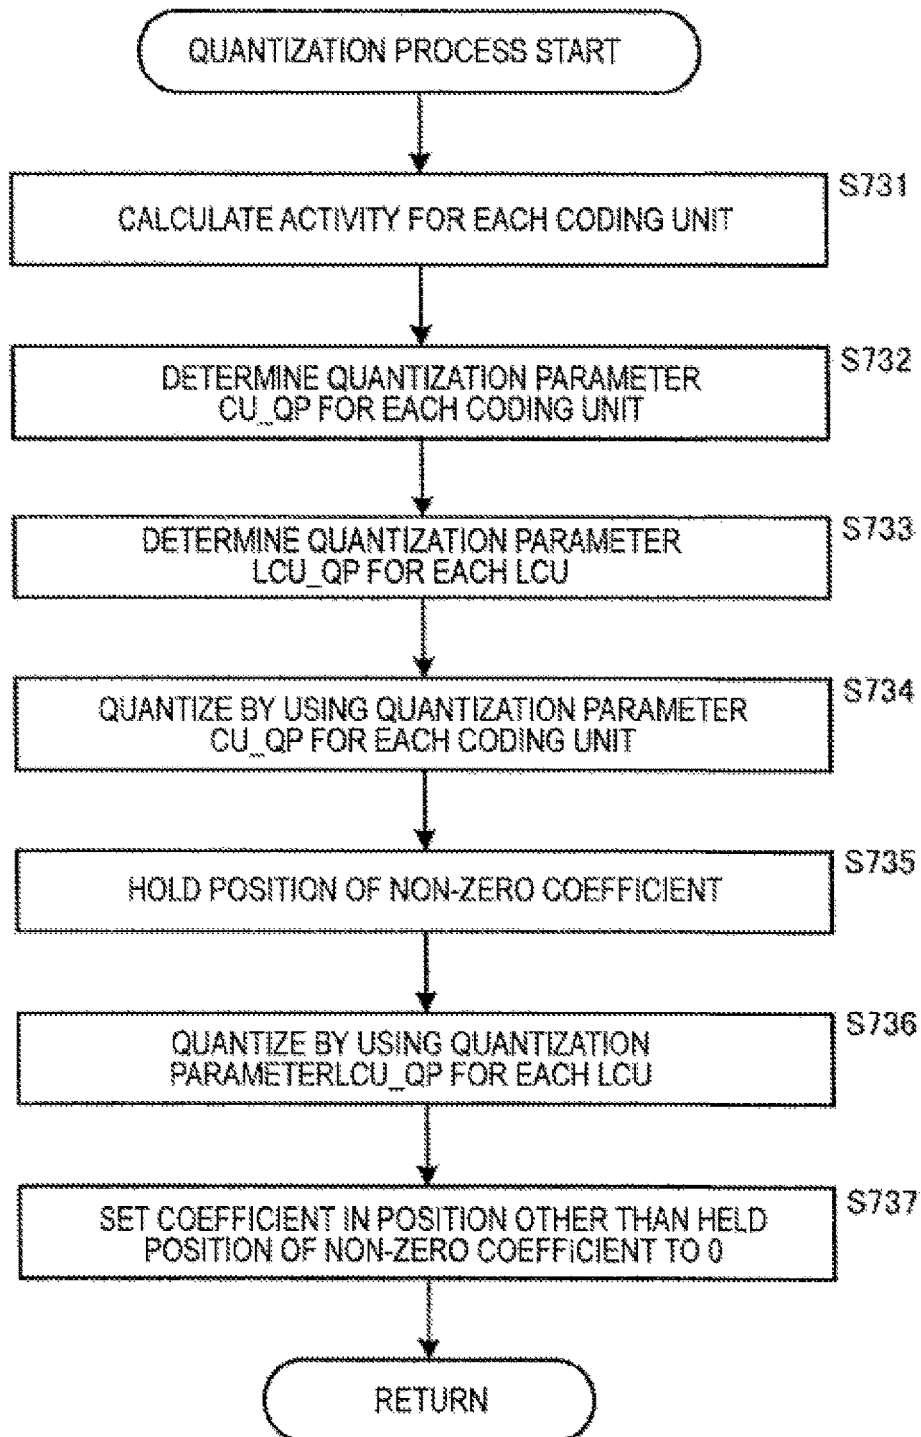 QUANTIZATION PROCESS START
S731
CALCULATE ACTIVITY FOR EACH CODING UNIT
S732
DETERMINE QUANTIZATION PARAMETER
CU_QP FOR EACH CODING UNIT
S733
DETERMINE QUANTIZATION PARAMETER
LCU_QP FOR EACH LCU
S734
QUANTIZE BY USING QUANTIZATION PARAMETER
CU_QP FOR EACH CODING UNIT
S735
HOLD POSITION OF NON-ZERO COEFFICIENT
S736
QUANTIZE BY USING QUANTIZATION
PARAMETERLCU_QP FOR EACH LCU
S737
SET COEFFICIENT IN POSITION OTHER THAN HELD
POSITION OF NON-ZERO COEFFICIENT TO 0
RETURN